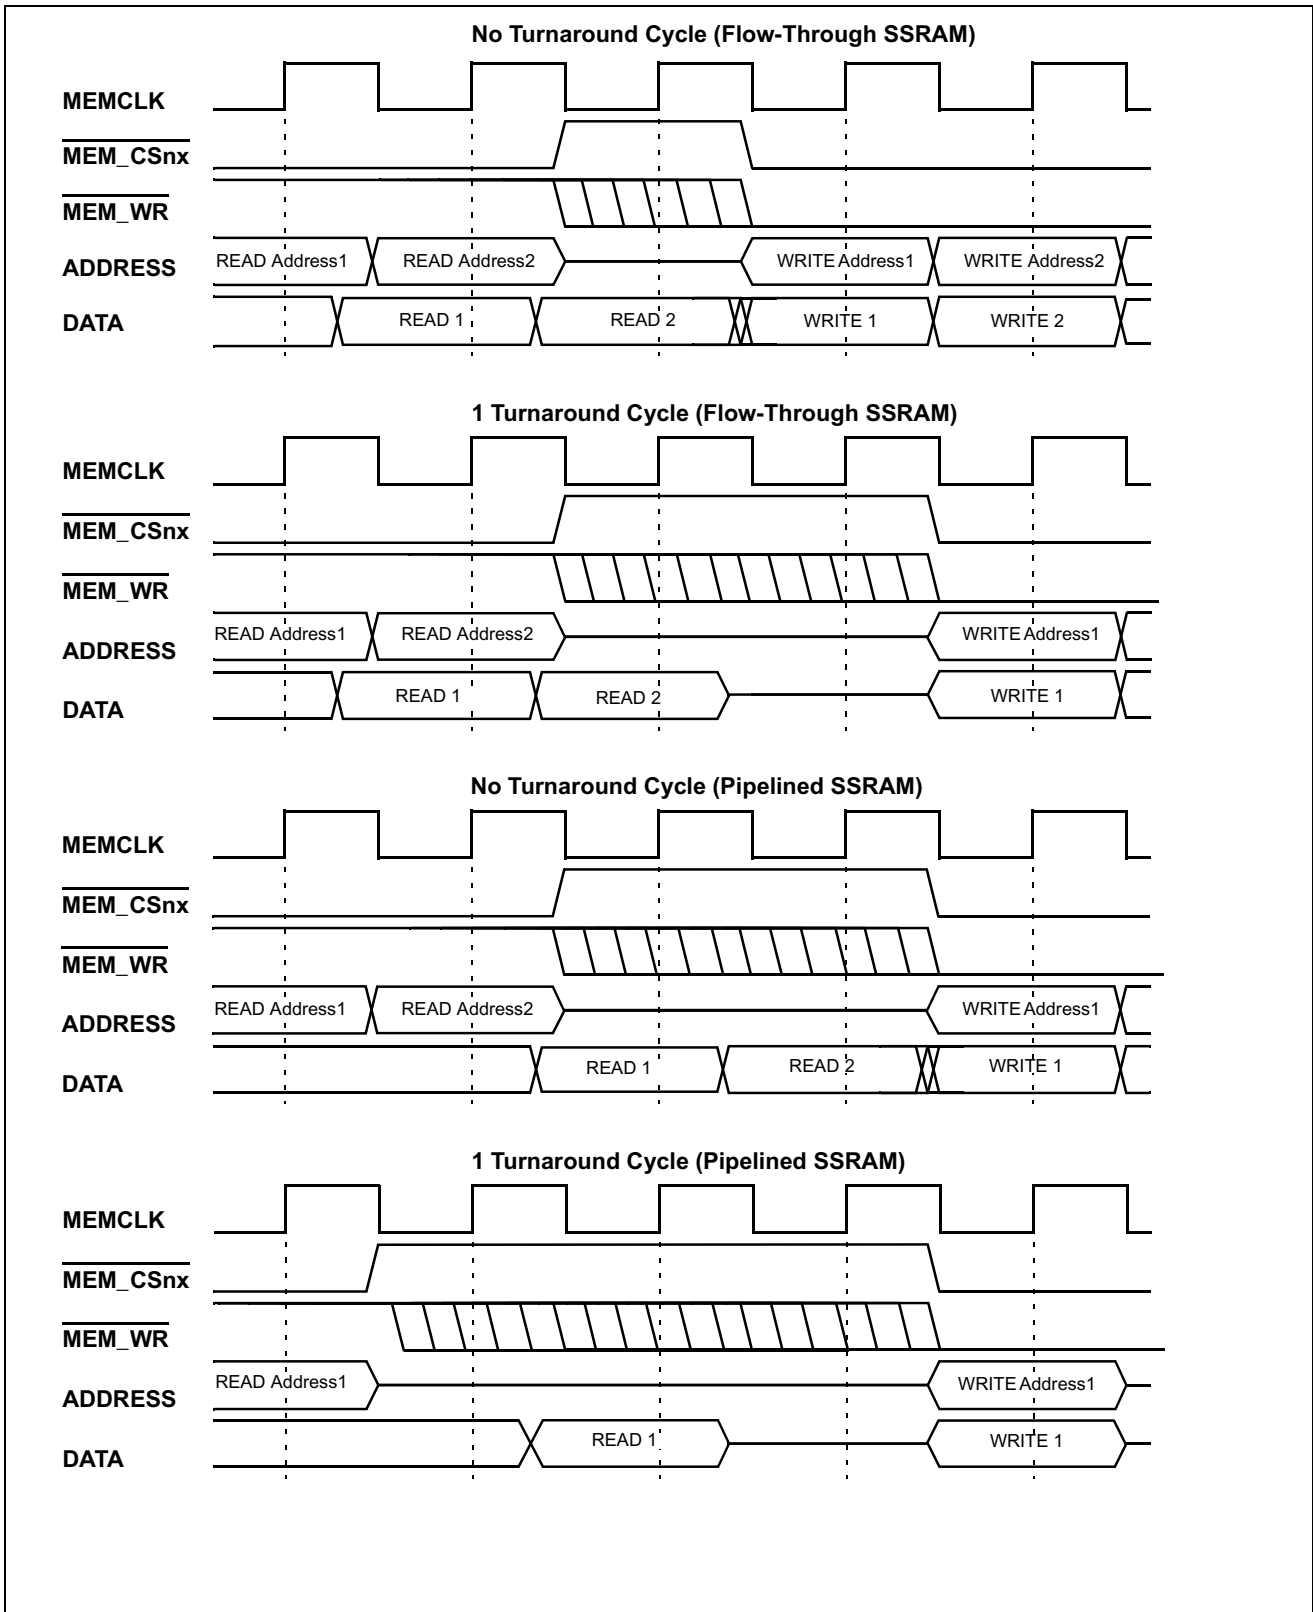 No Turnaround Cycle (Flow-Through SSRAM)
MEMCLK
MEM_CSnx
MEM_WR
ADDRESS READ Address1 READ Address2 WRITE Address1 WRITE Address2
DATA READ 1 READ 2 WRITE 1 WRITE 2
1 Turnaround Cycle (Flow-Through SSRAM)
MEMCLK
MEM_CSnx
MEM_WR
ADDRESS READ Address1 READ Address2 WRITE Address1
DATA READ 1 READ 2 WRITE 1
No Turnaround Cycle (Pipelined SSRAM)
MEMCLK
MEM_CSnx
MEM_WR
ADDRESS READ Address1 READ Address2 WRITE Address1
DATA READ 1 READ 2 WRITE 1
1 Turnaround Cycle (Pipelined SSRAM)
MEMCLK
MEM_CSnx
MEM_WR
ADDRESS READ Address1 WRITE Address1
DATA READ 1 WRITE 1